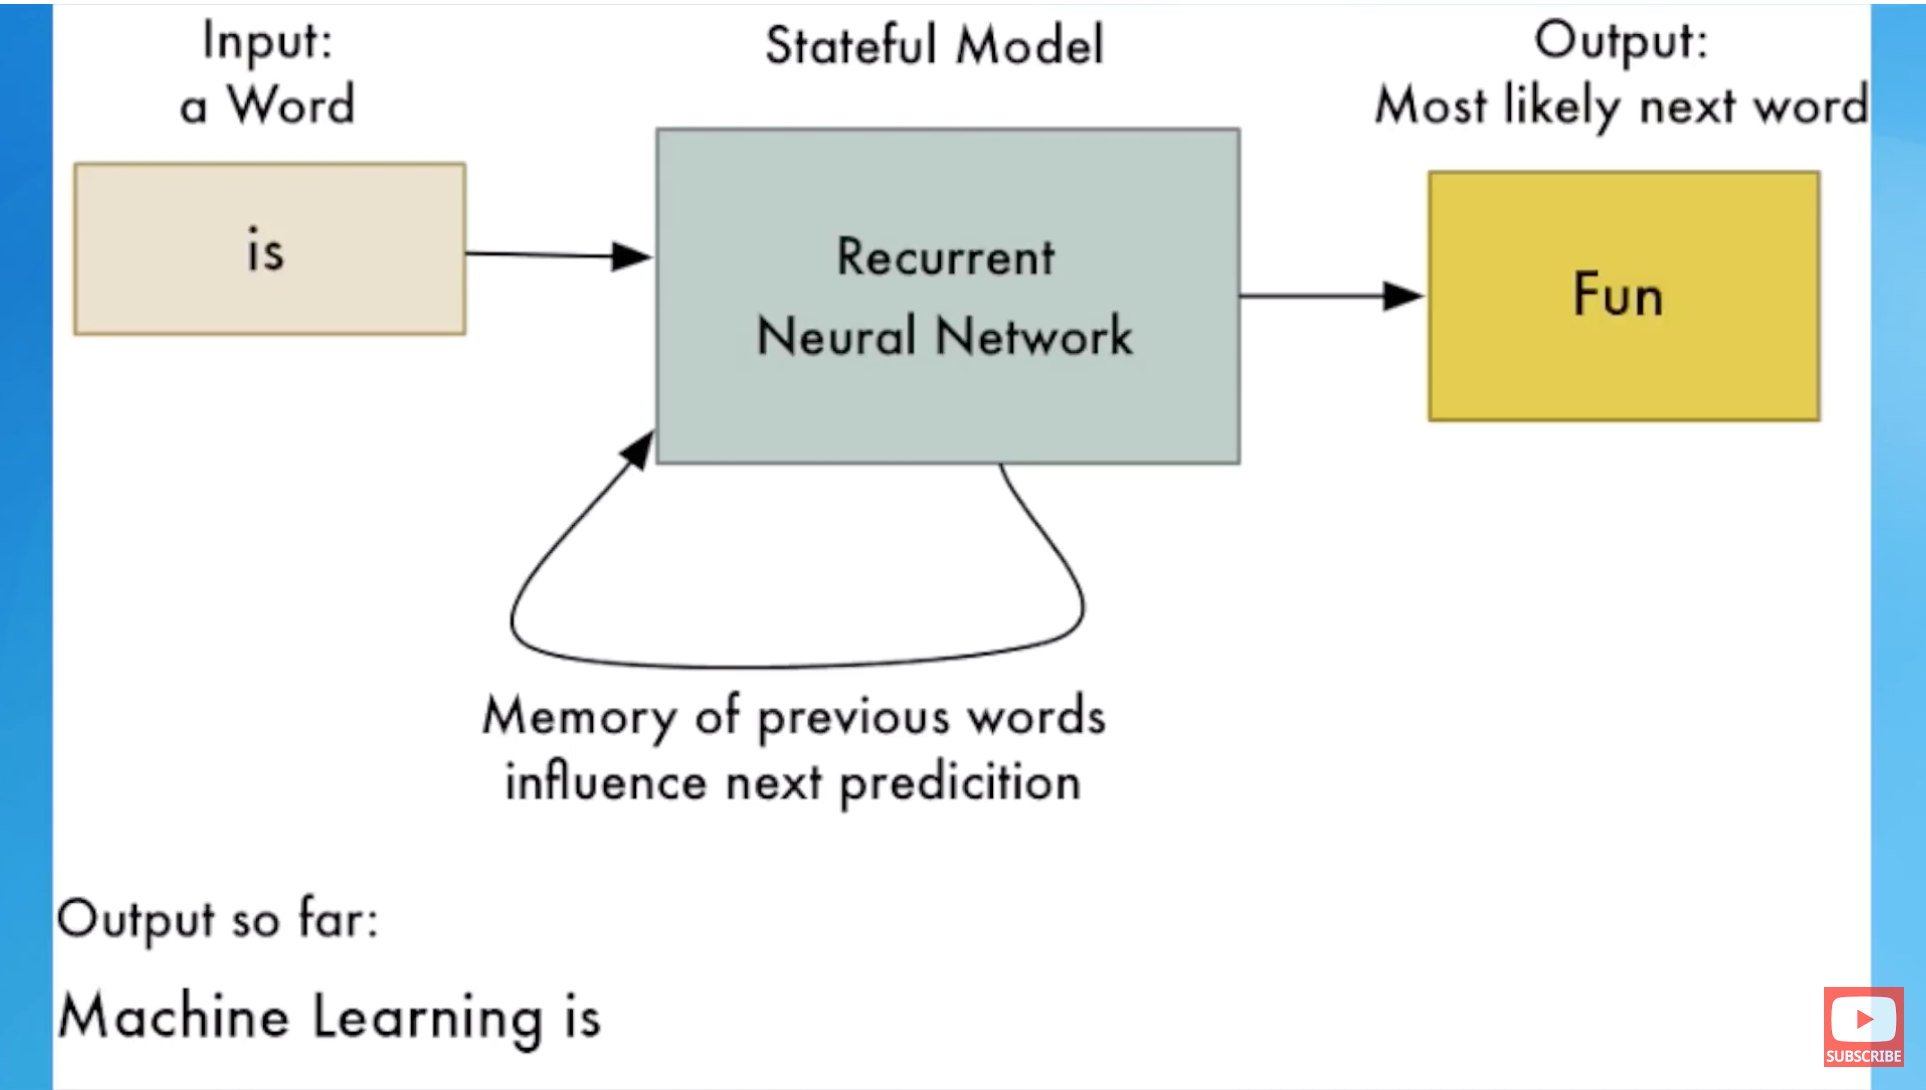 Input:
a Word
Stateful Model
Output:
Most likely next word
is
Recurrent
Neural Network
Fun
Memory of previous words
influence next predicition
Output so far:
Machine Learning is
SUBSCRIBE